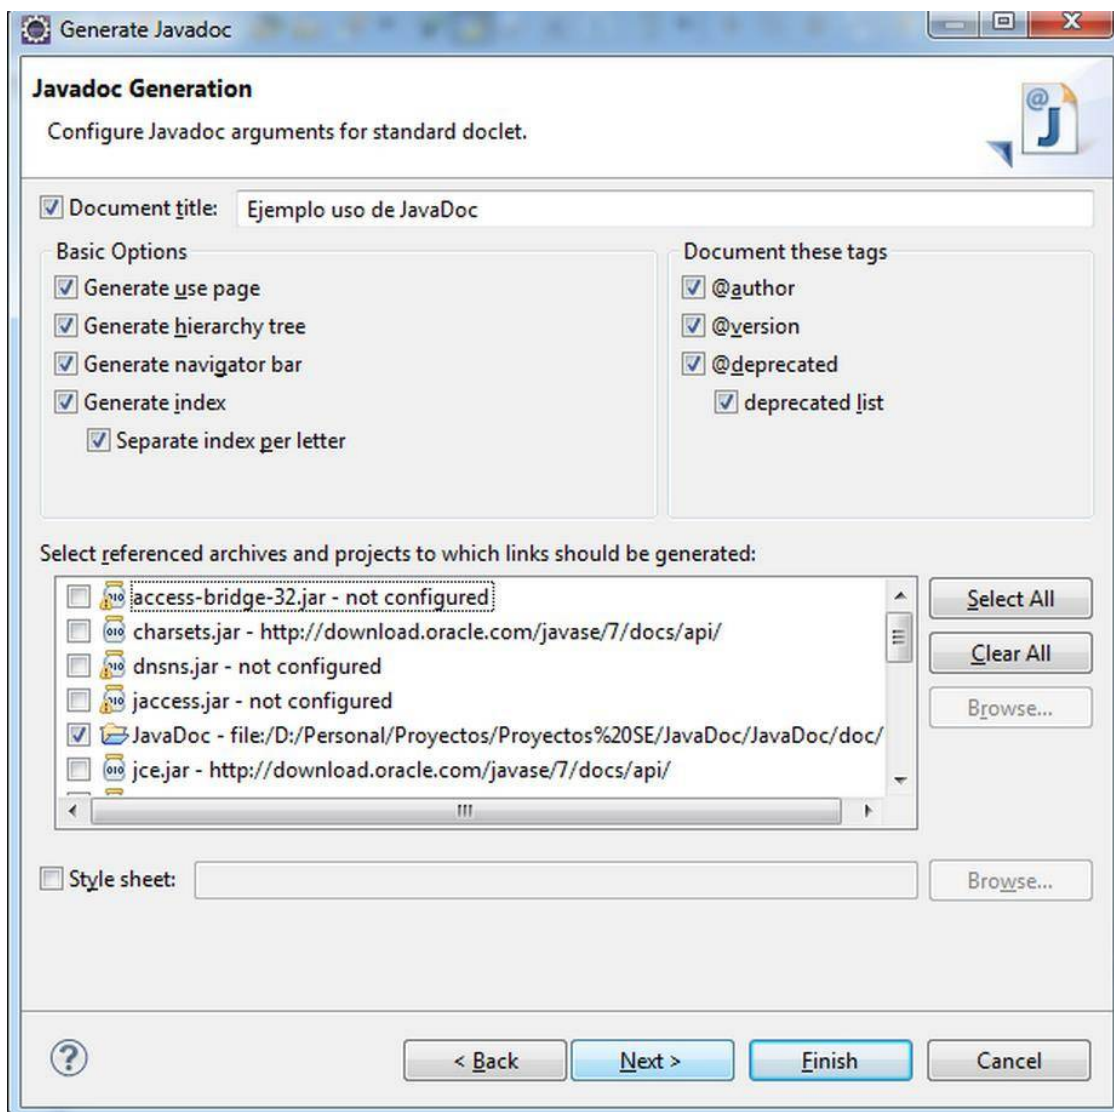 Generate Javadoc
Javadoc Generation
Configure Javadoc arguments for standard doclet.
Document title: Ejemplo uso de JavaDoc
Basic Options
Generate use page
Generate hierarchy tree
Generate navigator bar
Generate index
Separate index per letter
Document these tags
@author
@version
@deprecated
deprecated list
Select referenced archives and projects to which links should be generated:
access-bridge-32.jar - not configured
charsets.jar - http://download.oracle.com/javase/7/docs/api/
dnsns.jar - not configured
jaccess.jar - not configured
JavaDoc - file:/D:/Personal/Proyectos/Proyectos%20SE/JavaDoc/JavaDoc/doc/
jce.jar - http://download.oracle.com/javase/7/docs/api/
Select All
Clear All
Browse...
Style sheet:
Browse...
< Back
Next >
Finish
Cancel